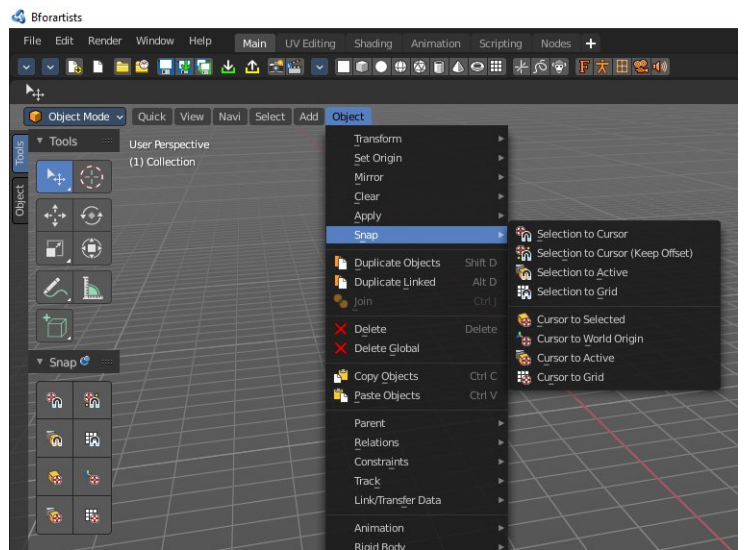 Bforartists
File Edit Render Window Help Main UV Editing Shading Animation Scripting Nodes
Object Mode Quick View Navi Select Add Object
Tools
Object
Tools
User Perspective
(1) Collection
Snap
Transform
Set Origin
Mirror
Clear
Apply
Snap
Duplicate Objects Shift D
Duplicate Linked Alt D
Join Ctrl J
Delete Delete
Delete Global
Copy Objects Ctrl C
Paste Objects Ctrl V
Parent
Relations
Constraints
Track
Link/Transfer Data
Animation
Rigid Body
Selection to Cursor
Selection to Cursor (Keep Offset)
Selection to Active
Selection to Grid
Cursor to Selected
Cursor to World Origin
Cursor to Active
Cursor to Grid